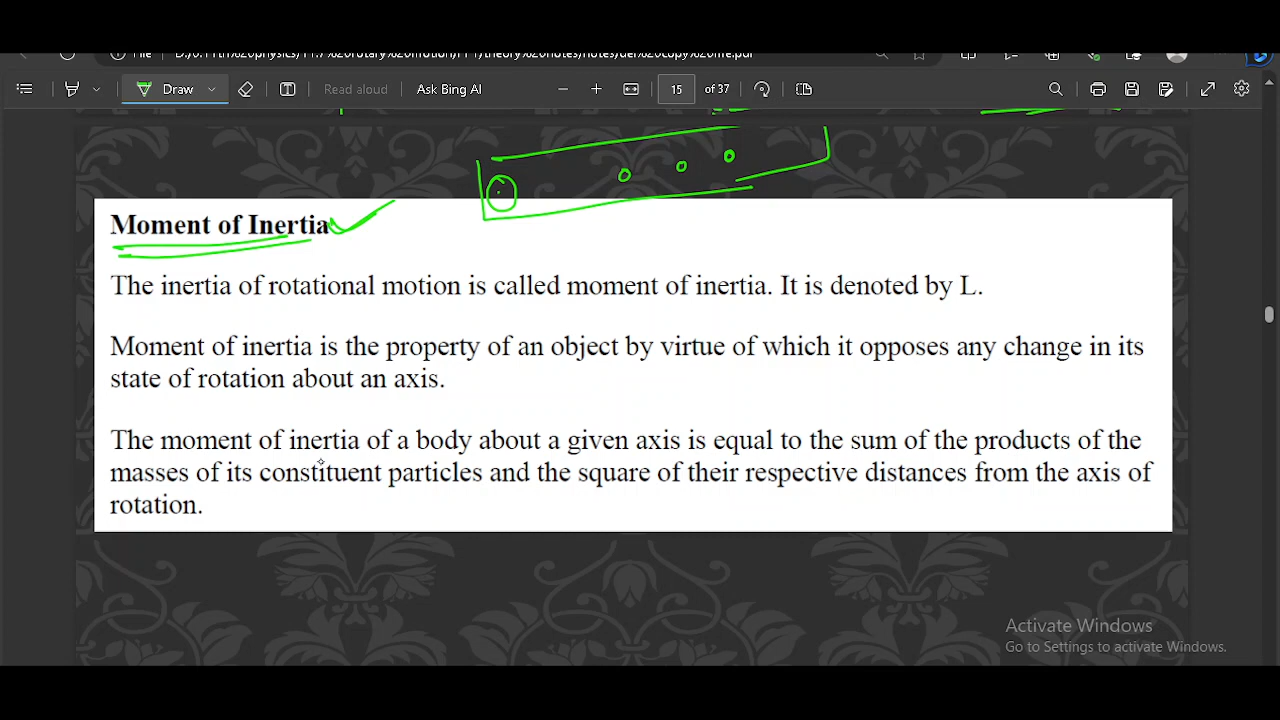 Draw
Read aloud
Ask Bing AI
15
of 37
Moment of Inertia
The inertia of rotational motion is called moment of inertia. It is denoted by L.
Moment of inertia is the property of an object by virtue of which it opposes any change in its
state of rotation about an axis.
The moment of inertia of a body about a given axis is equal to the sum of the products of the
masses of its constituent particles and the square of their respective distances from the axis of
rotation.
Activate Windows
Go to Settings to activate Windows.